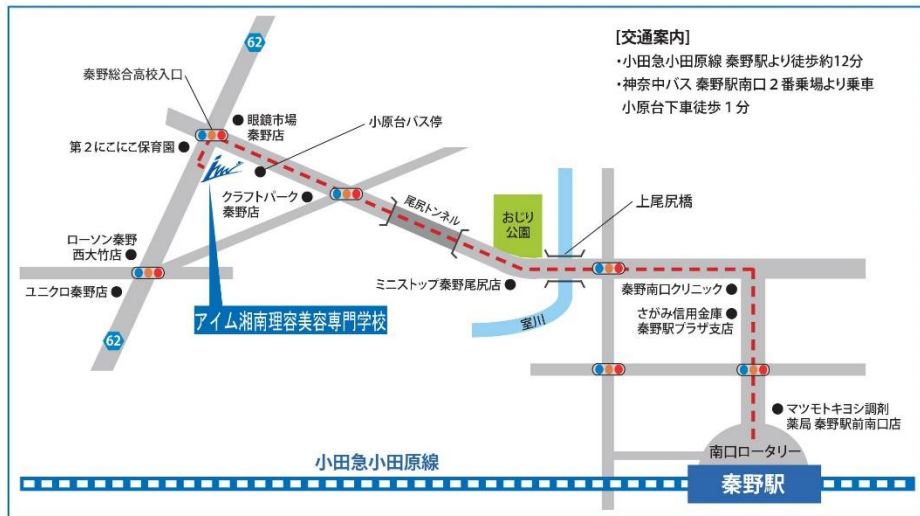 [交通案内]
・小田急小田原線 秦野駅より徒歩約12分
・神奈中バス 秦野駅南口２番乗場より乗車
小原台下車徒歩１分
62
秦野総合高校入口
眼鏡市場
秦野店
小原台バス停
第２にこにこ保育園
クラフトパーク
秦野店
尾尻トンネル
おじり
公園
上尾尻橋
ローソン秦野
西大竹店
ユニクロ秦野店
ミニストップ秦野尾尻店
秦野南口クリニック
さがみ信用金庫
秦野駅プラザ支店
アイム湘南理容美容専門学校
室川
62
マツモトキヨシ調剤
薬局 秦野駅前南口店
南口ロータリー
小田急小田原線
秦野駅